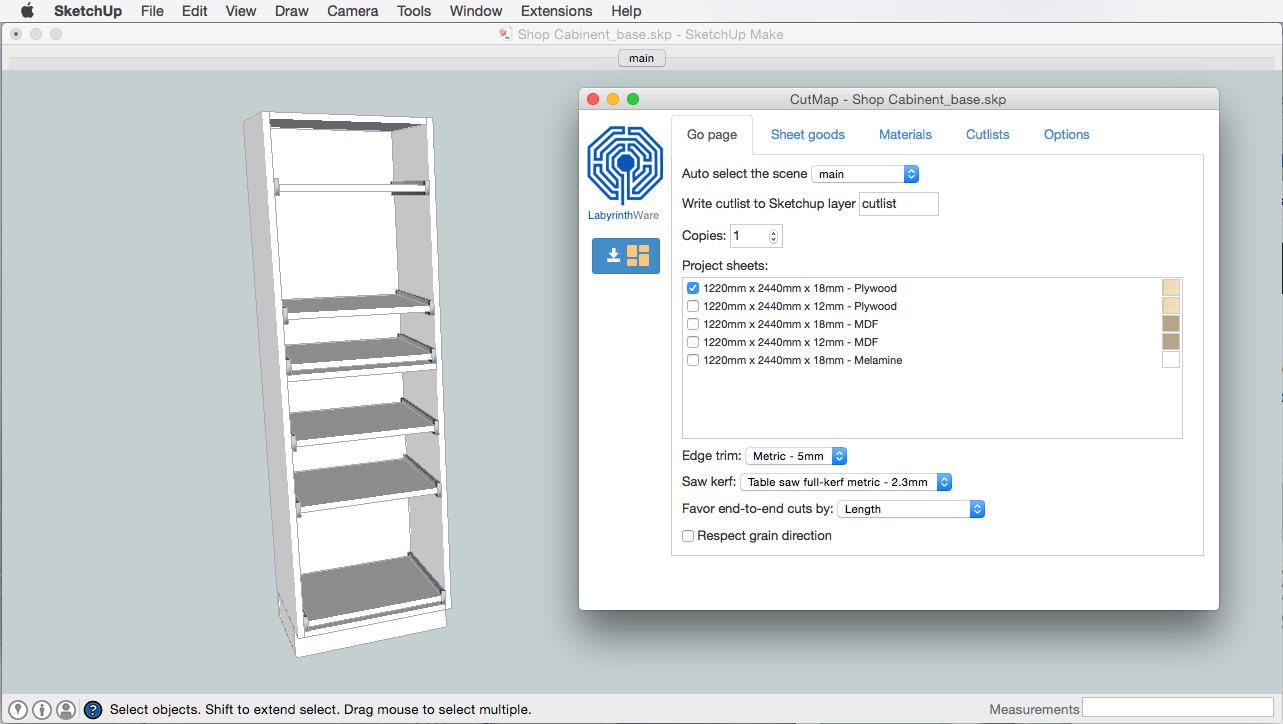 SketchUp File Edit View Draw Camera Tools Window Extensions Help
Shop Cabinent_base.skp - SketchUp Make
main
CutMap - Shop Cabinent_base.skp
Go page Sheet goods Materials Cutlists Options
LabyrinthWare
Auto select the scene main
Write cutlist to Sketchup layer cutlist
Copies: 1
Project sheets:
1220mm x 2440mm x 18mm - Plywood
1220mm x 2440mm x 12mm - Plywood
1220mm x 2440mm x 18mm - MDF
1220mm x 2440mm x 12mm - MDF
1220mm x 2440mm x 18mm - Melamine
Edge trim: Metric - 5mm
Saw kerf: Table saw full-kerf metric - 2.3mm
Favor end-to-end cuts by: Length
Respect grain direction
Select objects. Shift to extend select. Drag mouse to select multiple. Measurements